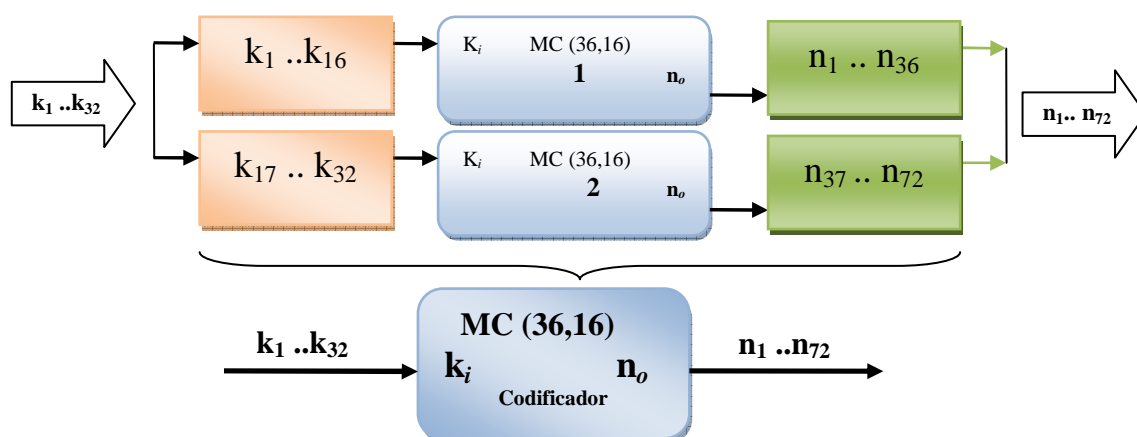 k1 ..k32
k1 ..k16
Ki MC (36,16)
1 no
n1 .. n36
n1.. n72
k17 .. k32
Ki MC (36,16)
2 no
n37 .. n72
k1 ..k32
MC (36,16)
ki no
Codificador
n1 ..n72